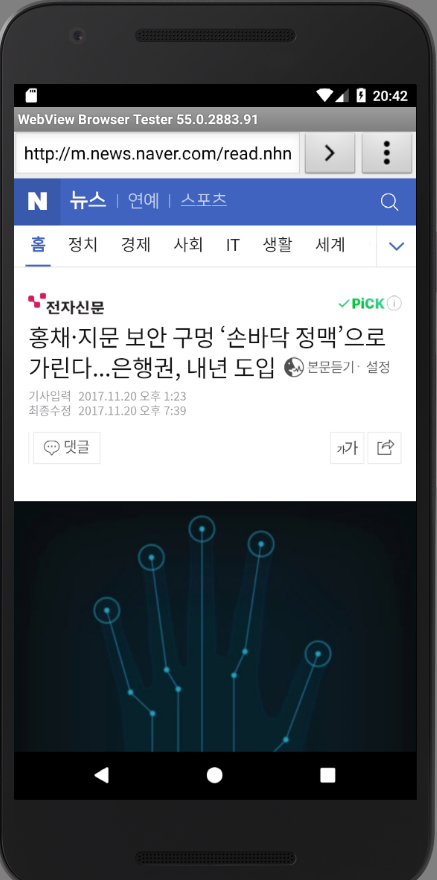 20:42
WebView Browser Tester 55.0.2883.91
http://m.news.naver.com/read.nhn
N 뉴스 | 연예 | 스포츠
홈 정치 경제 사회 IT 생활 세계
전자신문 PiCK
홍채·지문 보안 구멍 ‘손바닥 정맥’으로
가린다...은행권, 내년 도입 본문듣기 · 설정
기사입력 2017.11.20 오후 1:23
최종수정 2017.11.20 오후 7:39
댓글 가가